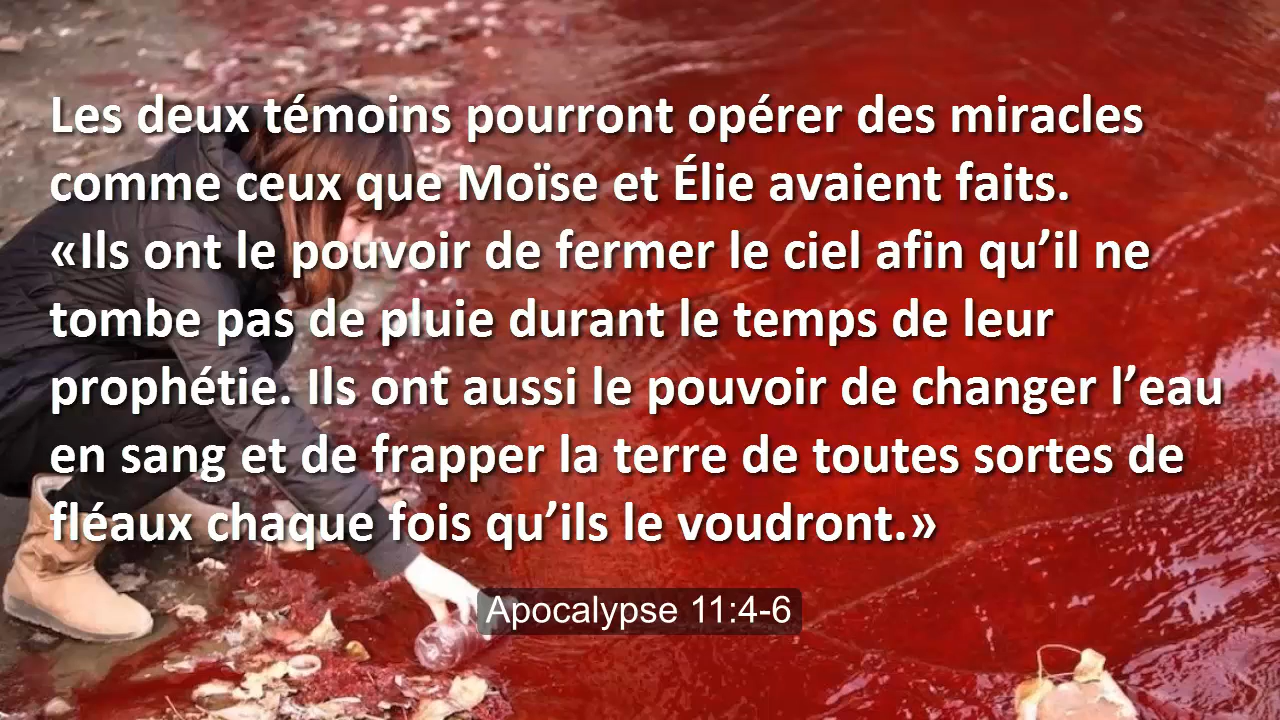 Les deux témoins pourront opérer des miracles
comme ceux que Moïse et Élie avaient faits.
«Ils ont le pouvoir de fermer le ciel afin qu’il ne
tombe pas de pluie durant le temps de leur
prophétie. Ils ont aussi le pouvoir de changer l’eau
en sang et de frapper la terre de toutes sortes de
fléaux chaque fois qu’ils le voudront.»
Apocalypse 11:4-6